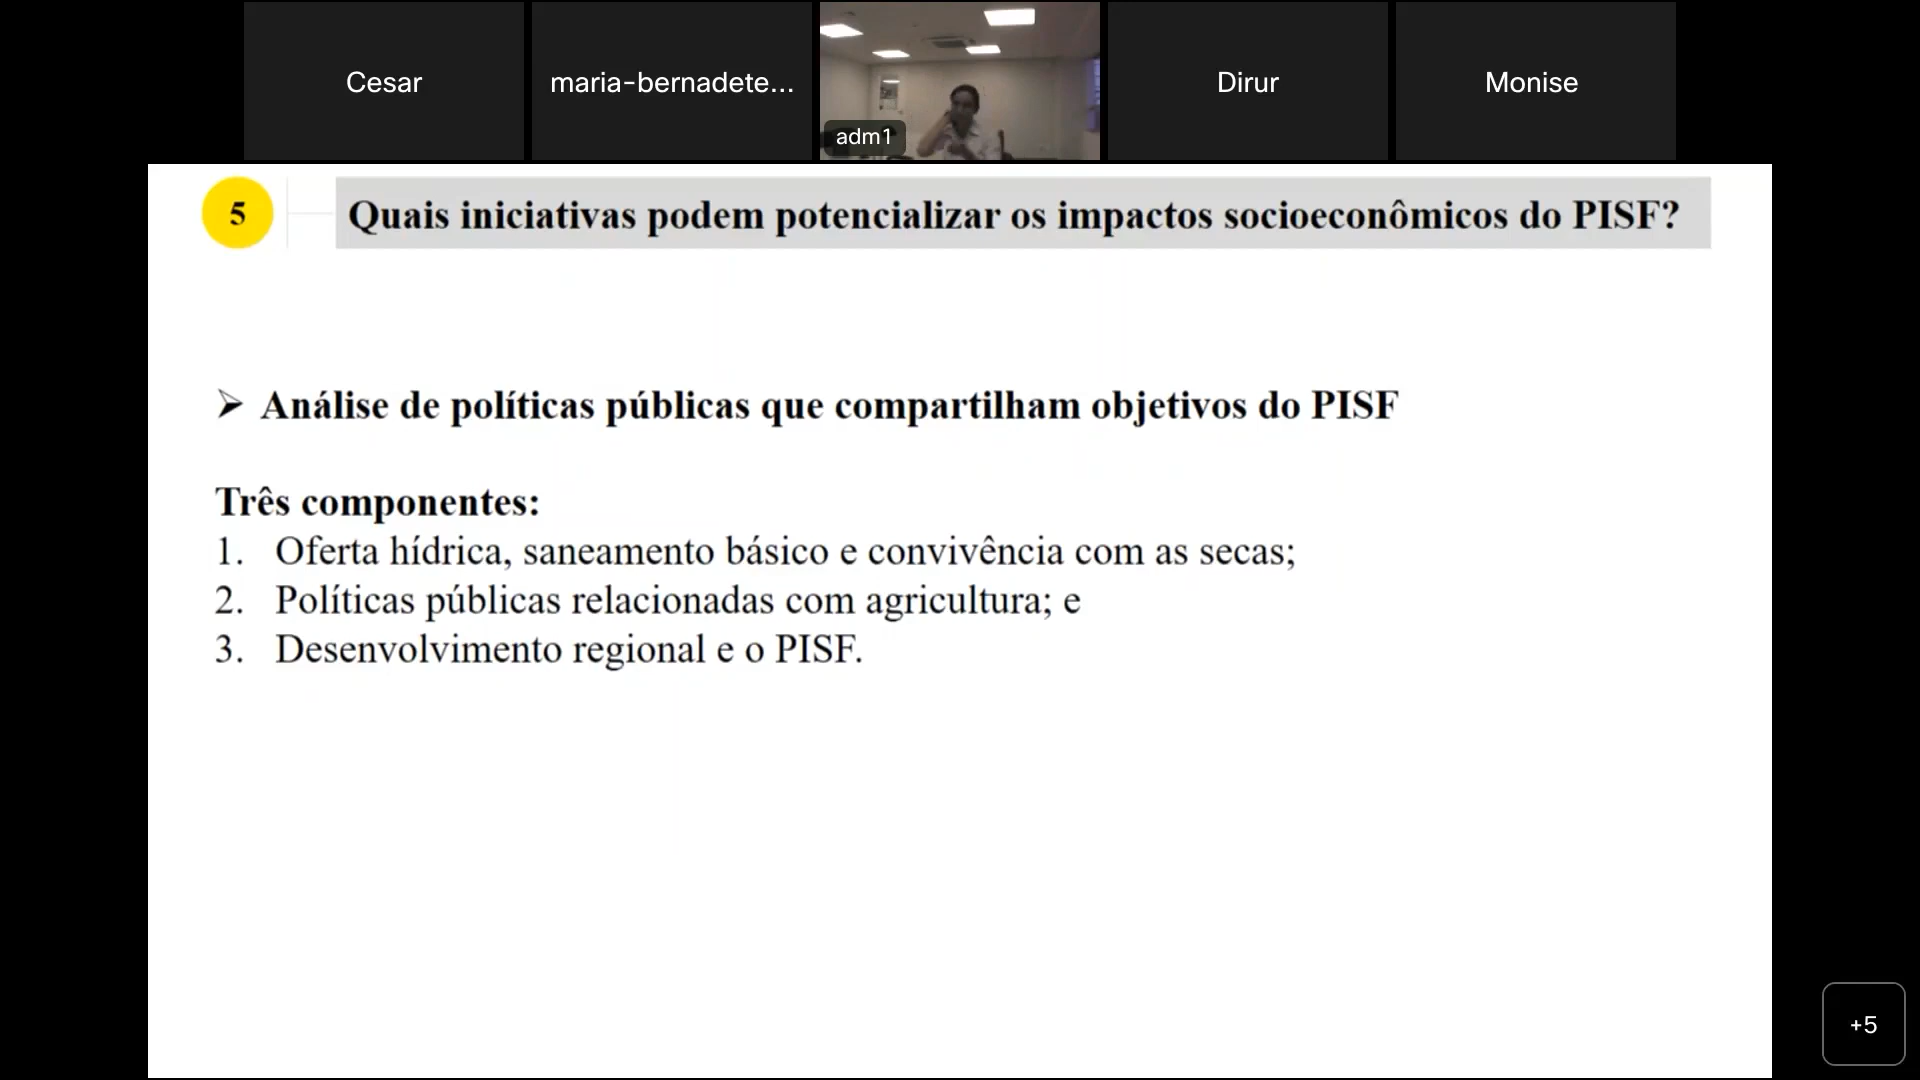 Cesar
maria-bernadete...
adm1
Dirur
Monise
5
Quais iniciativas podem potencializar os impactos socioeconômicos do PISF?
➢ Análise de políticas públicas que compartilham objetivos do PISF
Três componentes:
1. Oferta hídrica, saneamento básico e convivência com as secas;
2. Políticas públicas relacionadas com agricultura; e
3. Desenvolvimento regional e o PISF.
+5